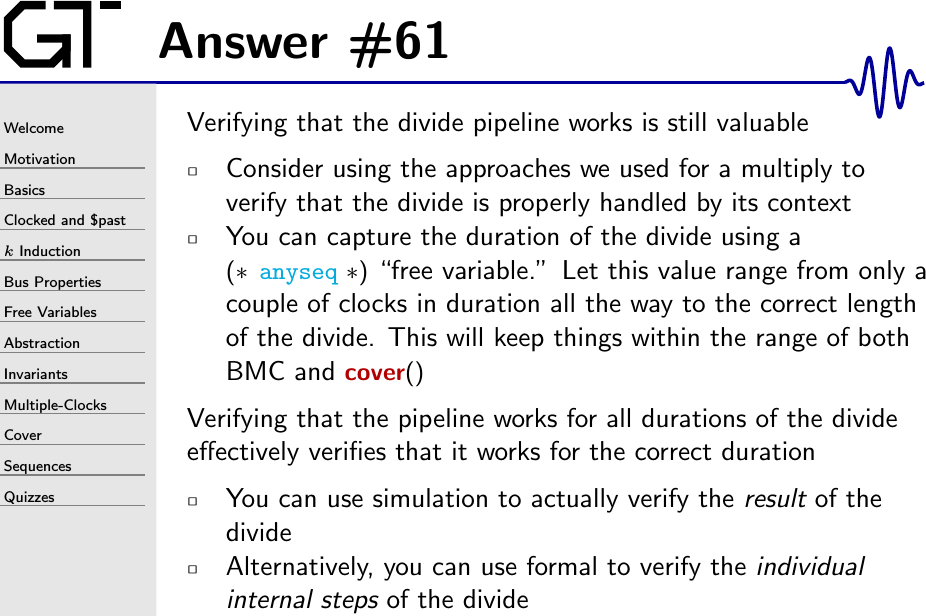 GT
Answer #61
Welcome
Motivation
Basics
Clocked and $past
k Induction
Bus Properties
Free Variables
Abstraction
Invariants
Multiple-Clocks
Cover
Sequences
Quizzes
Verifying that the divide pipeline works is still valuable
▫ Consider using the approaches we used for a multiply to
verify that the divide is properly handled by its context
▫ You can capture the duration of the divide using a
(* anyseq *) “free variable.” Let this value range from only a
couple of clocks in duration all the way to the correct length
of the divide. This will keep things within the range of both
BMC and cover()
Verifying that the pipeline works for all durations of the divide
effectively verifies that it works for the correct duration
▫ You can use simulation to actually verify the result of the
divide
▫ Alternatively, you can use formal to verify the individual
internal steps of the divide